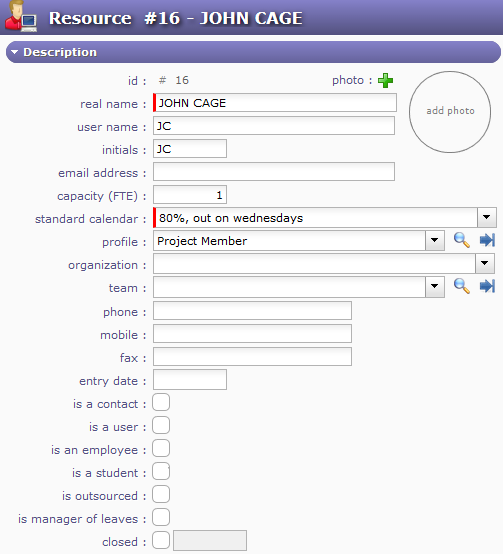 Resource #16 - JOHN CAGE
Description
id : # 16 photo :
real name : JOHN CAGE
add photo
user name : JC
initials : JC
email address :
capacity (FTE) : 1
standard calendar : 80%, out on wednesdays
profile : Project Member
organization :
team :
phone :
mobile :
fax :
entry date :
is a contact :
is a user :
is an employee :
is a student :
is outsourced :
is manager of leaves :
closed :